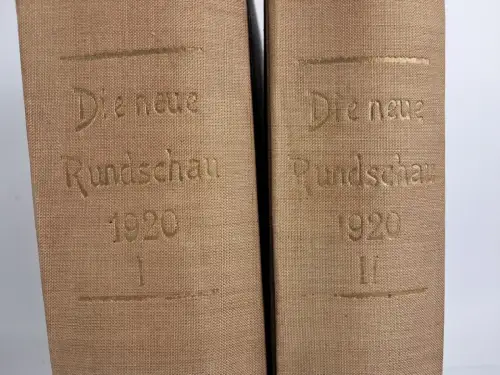 Die neue
Rundschau
1920
I
Die neue
Rundschau
1920
II